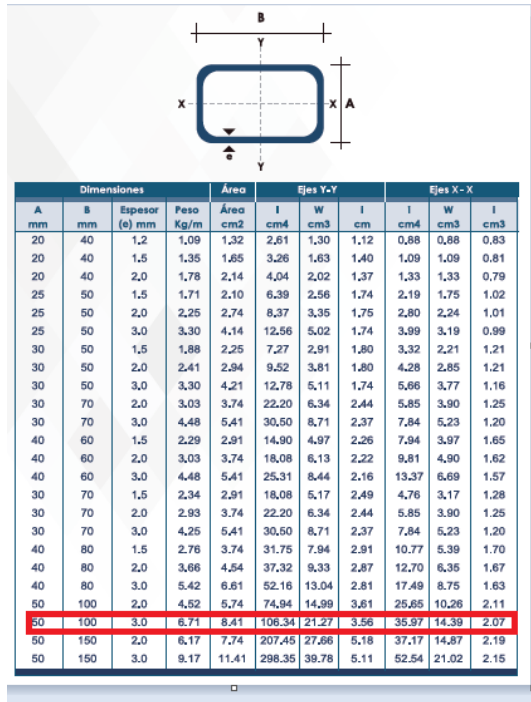 B
Y
X X A
e
Y
Dimensiones Área Ejes Y-Y Ejes X-X
A B Espesor Peso Área I W I I W I
mm mm (e) mm Kg/m cm2 cm4 cm3 cm cm4 cm3 cm3
20 40 1,2 1,09 1,32 2,61 1,30 1,12 0,88 0,88 0,83
20 40 1.5 1.35 1.65 3.26 1.63 1.40 1.09 1.09 0.81
20 40 2,0 1,78 2,14 4,04 2,02 1,37 1,33 1,33 0,79
25 50 1.5 1.71 2.10 6.39 2.56 1.74 2.19 1.75 1.02
25 50 2,0 2,25 2,74 8,37 3,35 1,75 2,80 2,24 1,01
25 50 3.0 3.30 4.14 12.56 5.02 1.74 3.99 3.19 0.99
30 50 1,5 1,88 2,25 7,27 2,91 1,80 3,32 2,21 1,21
30 50 2.0 2.41 2.94 9.52 3.81 1.80 4.28 2.85 1.21
30 50 3,0 3,30 4,21 12,78 5,11 1,74 5,66 3,77 1,16
30 70 2.0 3.03 3.74 22.20 6.34 2.44 5.85 3.90 1.25
30 70 3,0 4,48 5,41 30,50 8,71 2,37 7,84 5,23 1,20
40 60 1.5 2.29 2.91 14.90 4.97 2.26 7.94 3.97 1.65
40 60 2,0 3,03 3,74 18,08 6,13 2,22 9,81 4,90 1,62
40 60 3.0 4.48 5.41 25.31 8.44 2.16 13.37 6.69 1.57
30 70 1,5 2,34 2,91 18,08 5,17 2,49 4,76 3,17 1,28
30 70 2.0 2.93 3.74 22.20 6.34 2.44 5.85 3.90 1.25
30 70 3,0 4,25 5,41 30,50 8,71 2,37 7,84 5,23 1,20
40 80 1.5 2.76 3.74 31.75 7.94 2.91 10.77 5.39 1.70
40 80 2,0 3,66 4,54 37,32 9,33 2,87 12,70 6,35 1,67
40 80 3.0 5.42 6.61 52.16 13.04 2.81 17.49 8.75 1.63
50 100 2,0 4,52 5,74 74,94 14,99 3,61 25,65 10,26 2,11
50 100 3.0 6.71 8.41 106.34 21.27 3.56 35.97 14.39 2.07
50 150 2,0 6,17 7,74 207,45 27,66 5,18 37,17 14,87 2,19
50 150 3.0 9.17 11.41 298.35 39.78 5.11 52.54 21.02 2.15